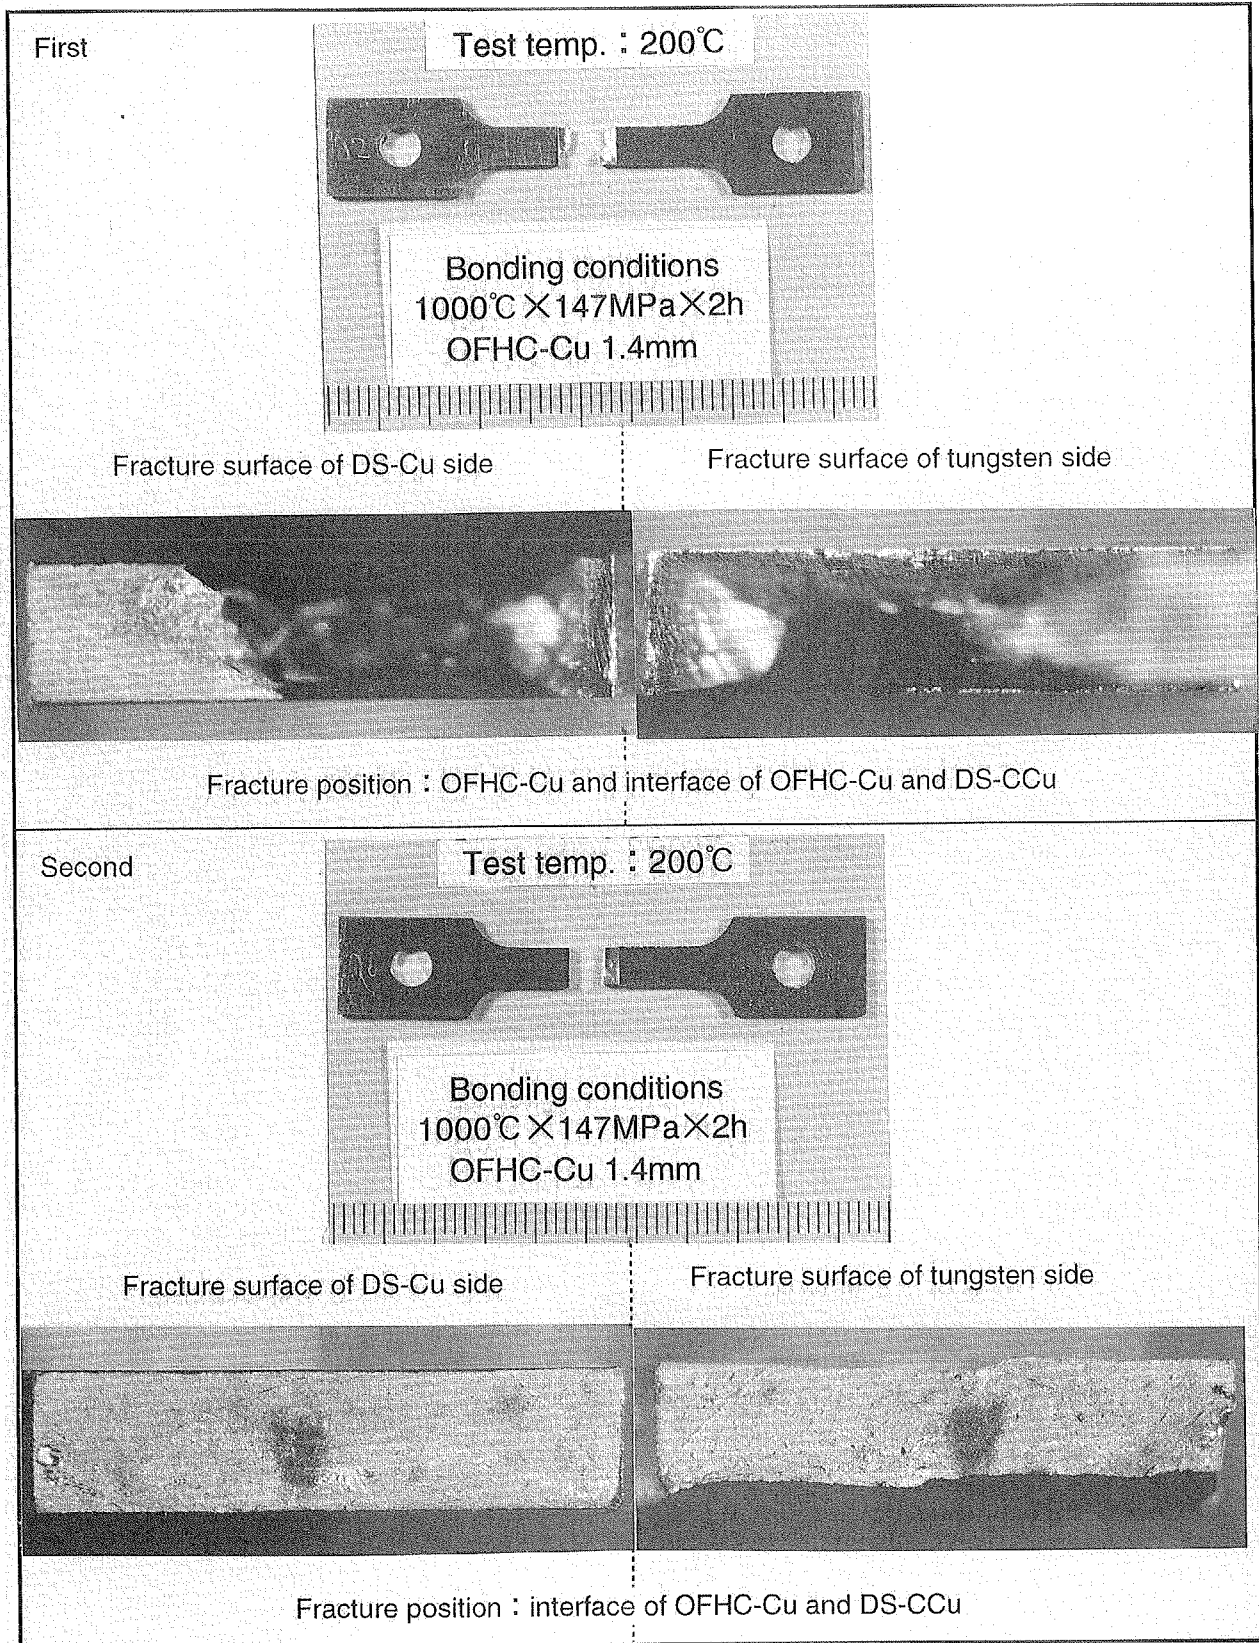 First
Test temp. : 200℃
Bonding conditions
1000℃×147MPa×2h
OFHC-Cu 1.4mm
Fracture surface of DS-Cu side
Fracture surface of tungsten side
Fracture position : OFHC-Cu and interface of OFHC-Cu and DS-CCu
Second
Test temp. : 200℃
Bonding conditions
1000℃×147MPa×2h
OFHC-Cu 1.4mm
Fracture surface of DS-Cu side
Fracture surface of tungsten side
Fracture position : interface of OFHC-Cu and DS-CCu